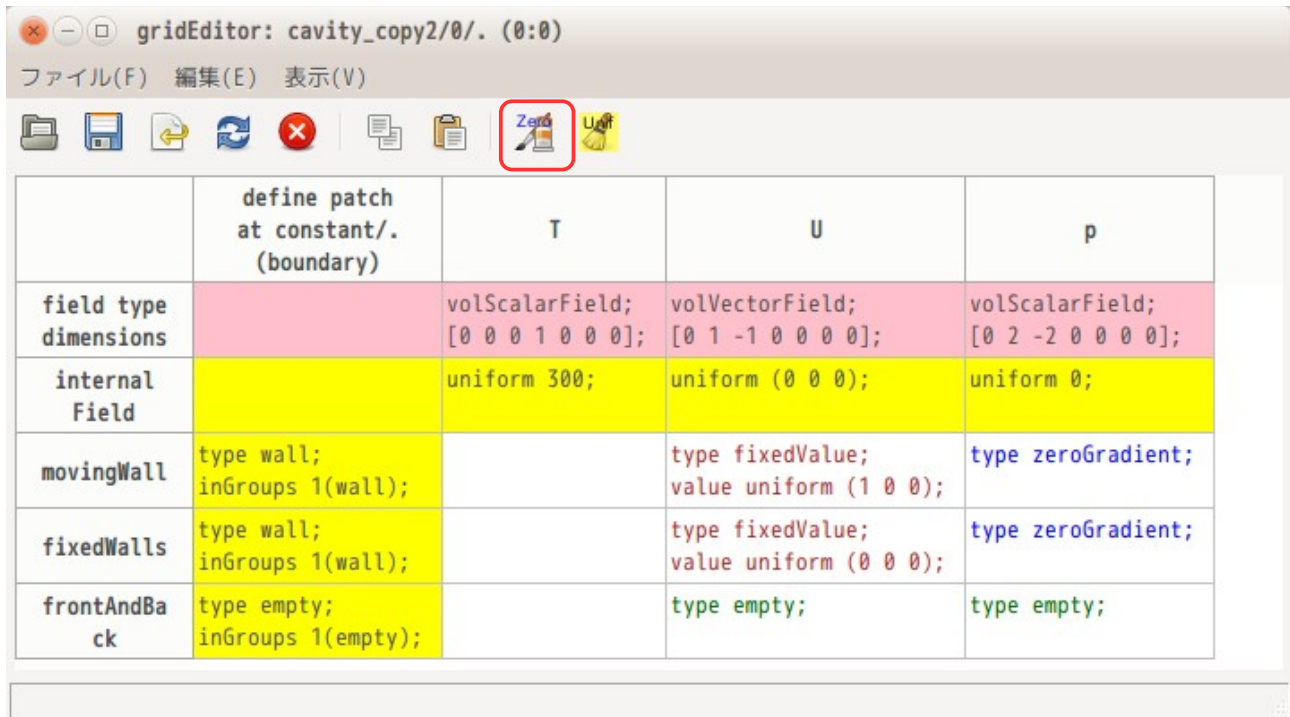 gridEditor: cavity_copy2/0/. (0:0)
ファイル(F) 編集(E) 表示(V)
Zero Unif
define patch
at constant/.
(boundary)
T
U
p
field type
dimensions
volScalarField;
[0 0 0 1 0 0 0];
volVectorField;
[0 1 -1 0 0 0 0];
volScalarField;
[0 2 -2 0 0 0 0];
internal
Field
uniform 300;
uniform (0 0 0);
uniform 0;
movingWall
type wall;
inGroups 1(wall);
type fixedValue;
value uniform (1 0 0);
type zeroGradient;
fixedWalls
type wall;
inGroups 1(wall);
type fixedValue;
value uniform (0 0 0);
type zeroGradient;
frontAndBa
ck
type empty;
inGroups 1(empty);
type empty;
type empty;